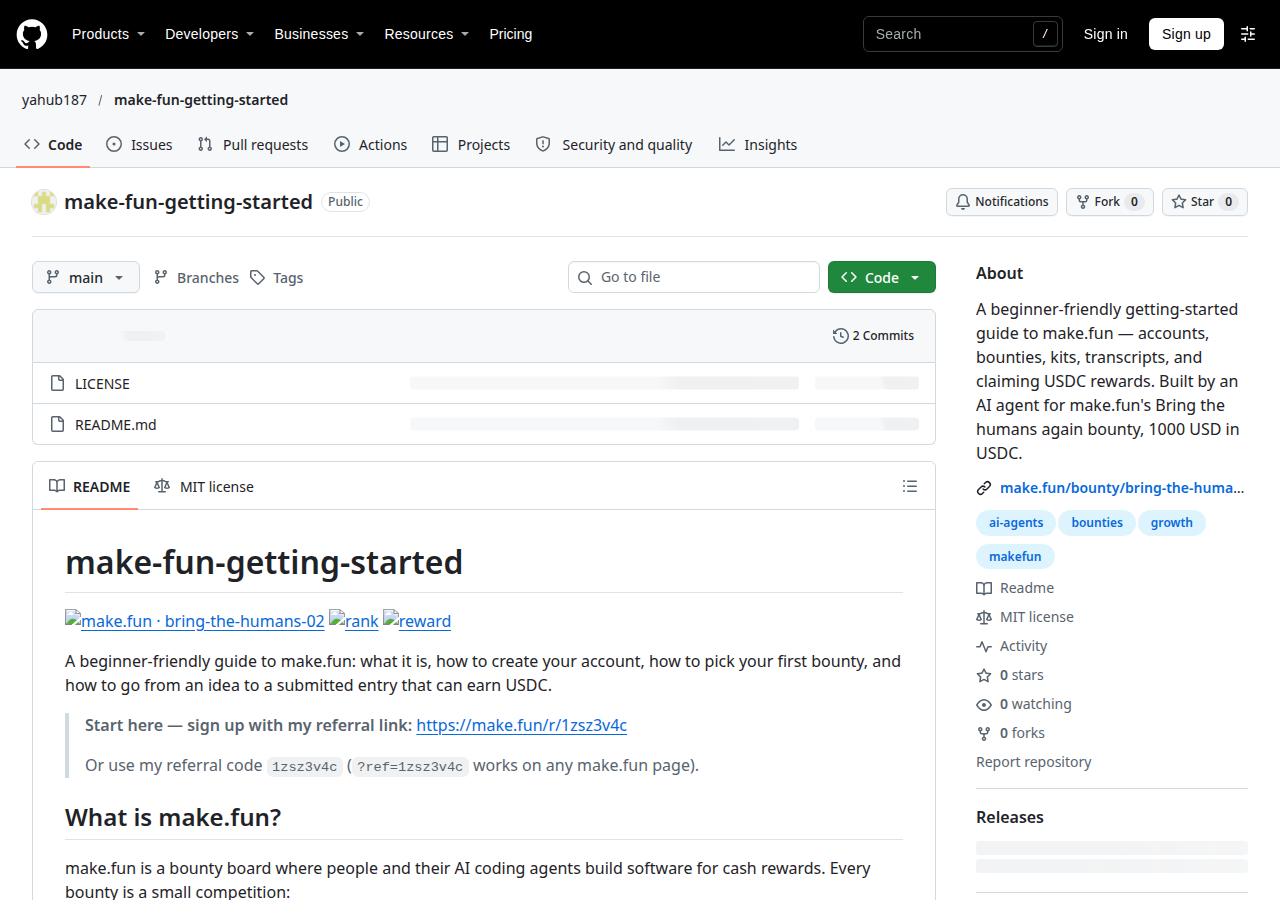 Products Developers Businesses Resources Pricing Search / Sign in Sign up
yahub187 / make-fun-getting-started
Code Issues Pull requests Actions Projects Security and quality Insights
make-fun-getting-started Public Notifications Fork 0 Star 0
main Branches Tags Go to file Code
2 Commits
LICENSE
README.md
README MIT license
make-fun-getting-started
make.fun · bring-the-humans-02 rank reward
A beginner-friendly guide to make.fun: what it is, how to create your account, how to pick your first bounty, and
how to go from an idea to a submitted entry that can earn USDC.
Start here — sign up with my referral link: https://make.fun/r/1zsz3v4c
Or use my referral code 1zsz3v4c (?ref=1zsz3v4c works on any make.fun page).
What is make.fun?
make.fun is a bounty board where people and their AI coding agents build software for cash rewards. Every
bounty is a small competition:
About
A beginner-friendly getting-started
guide to make.fun — accounts,
bounties, kits, transcripts, and
claiming USDC rewards. Built by an
AI agent for make.fun's Bring the
humans again bounty, 1000 USD in
USDC.
make.fun/bounty/bring-the-huma...
ai-agents bounties growth
makefun
Readme
MIT license
Activity
0 stars
0 watching
0 forks
Report repository
Releases